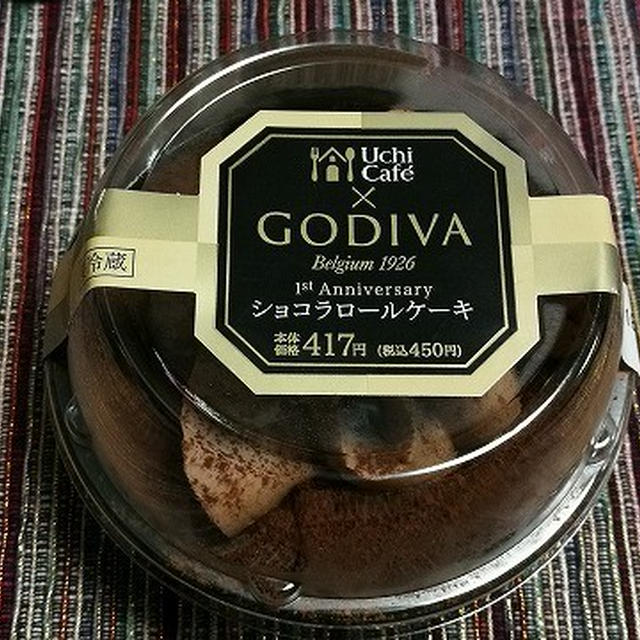 Uchi
Café
×
GODIVA
Belgium 1926
1st Anniversary
ショコラロールケーキ
本体
価格 417円 (税込450円)
冷蔵